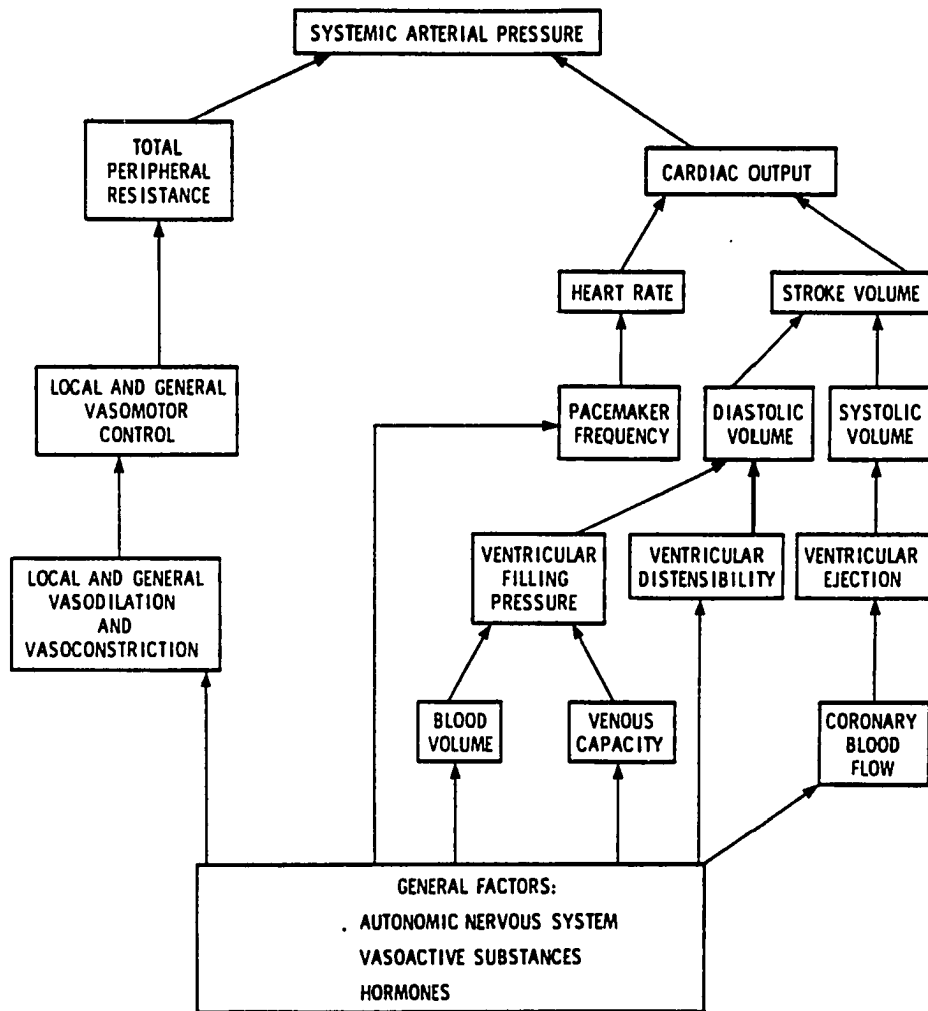 SYSTEMIC ARTERIAL PRESSURE
TOTAL
PERIPHERAL
RESISTANCE
CARDIAC OUTPUT
HEART RATE
STROKE VOLUME
LOCAL AND GENERAL
VASOMOTOR
CONTROL
PACEMAKER
FREQUENCY
DIASTOLIC
VOLUME
SYSTOLIC
VOLUME
LOCAL AND GENERAL
VASODILATION
AND
VASOCONSTRICTION
VENTRICULAR
FILLING
PRESSURE
VENTRICULAR
DISTENSIBILITY
VENTRICULAR
EJECTION
BLOOD
VOLUME
VENOUS
CAPACITY
CORONARY
BLOOD
FLOW
GENERAL FACTORS:
AUTONOMIC NERVOUS SYSTEM
VASOACTIVE SUBSTANCES
HORMONES